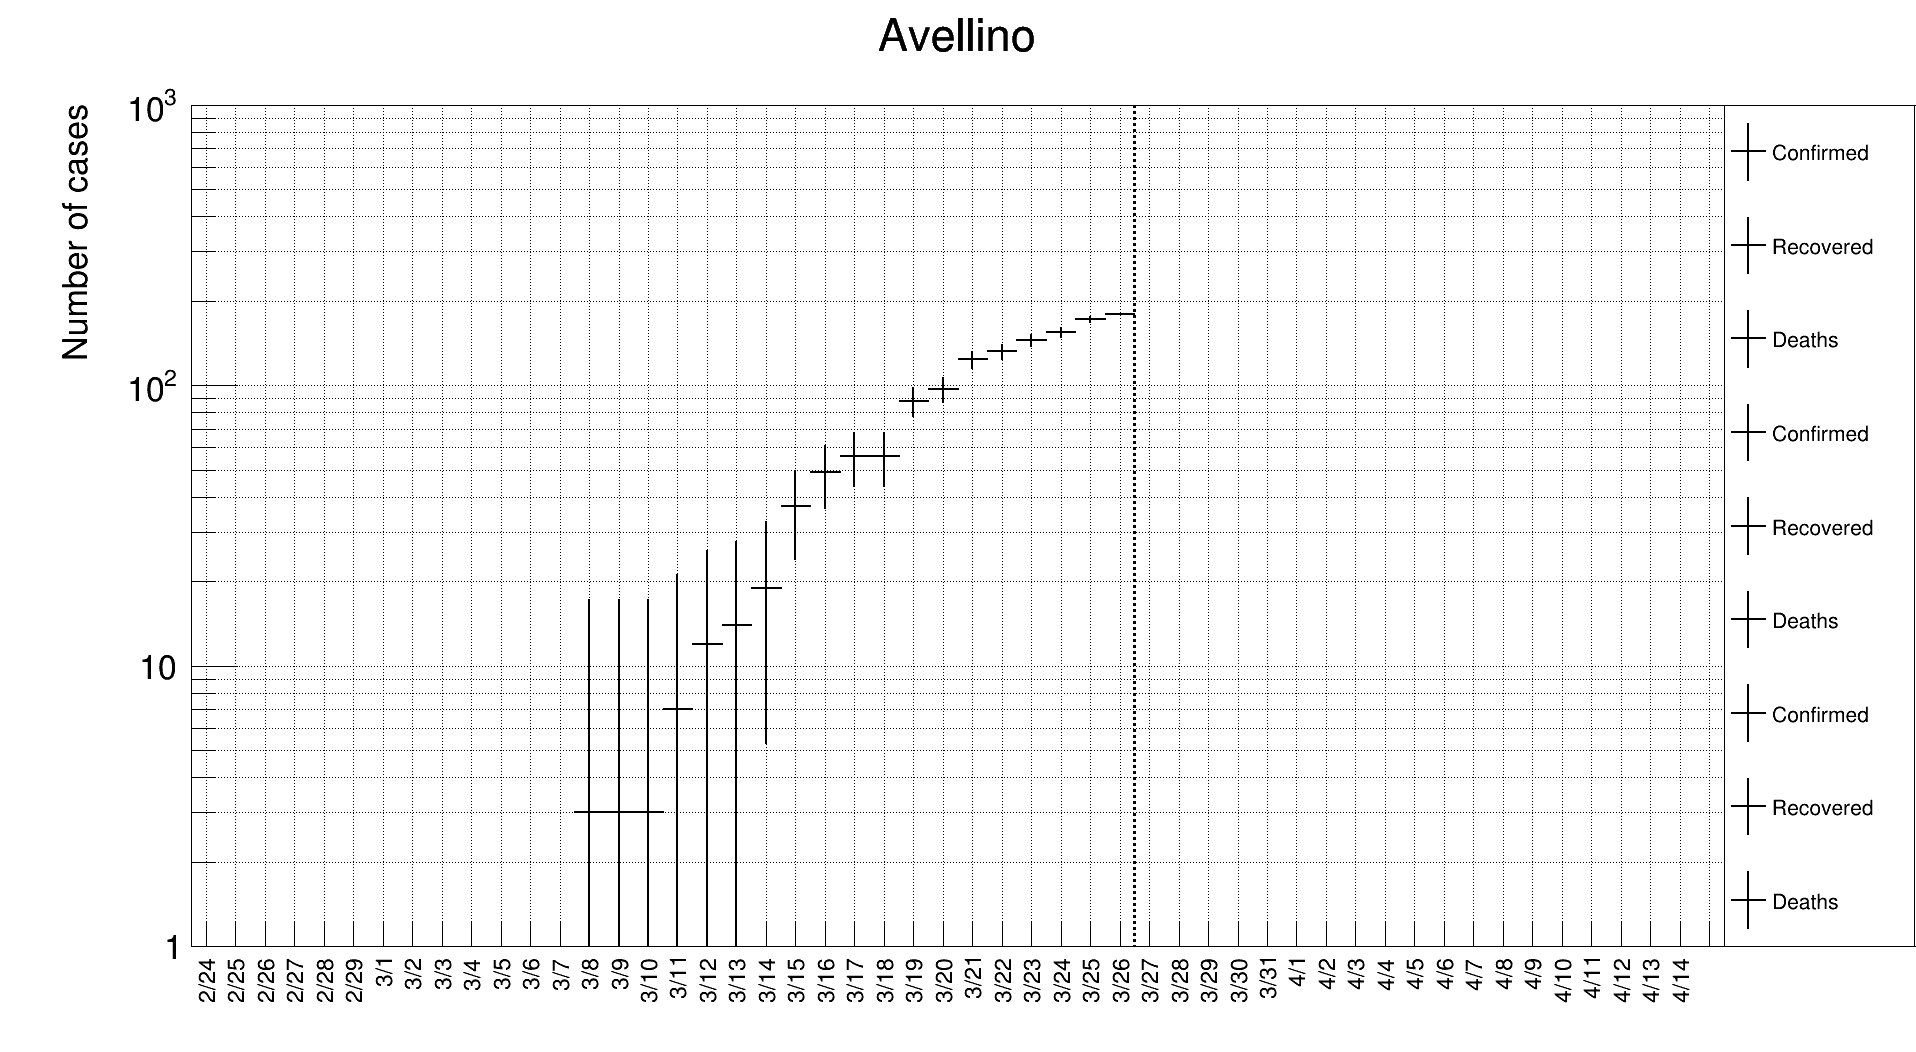 Avellino
Number of cases
10³
10²
10
1
2/24 2/25 2/26 2/27 2/28 2/29 3/1 3/2 3/3 3/4 3/5 3/6 3/7 3/8 3/9 3/10 3/11 3/12 3/13 3/14 3/15 3/16 3/17 3/18 3/19 3/20 3/21 3/22 3/23 3/24 3/25 3/26 3/27 3/28 3/29 3/30 3/31 4/1 4/2 4/3 4/4 4/5 4/6 4/7 4/8 4/9 4/10 4/11 4/12 4/13 4/14
Confirmed
Recovered
Deaths
Confirmed
Recovered
Deaths
Confirmed
Recovered
Deaths